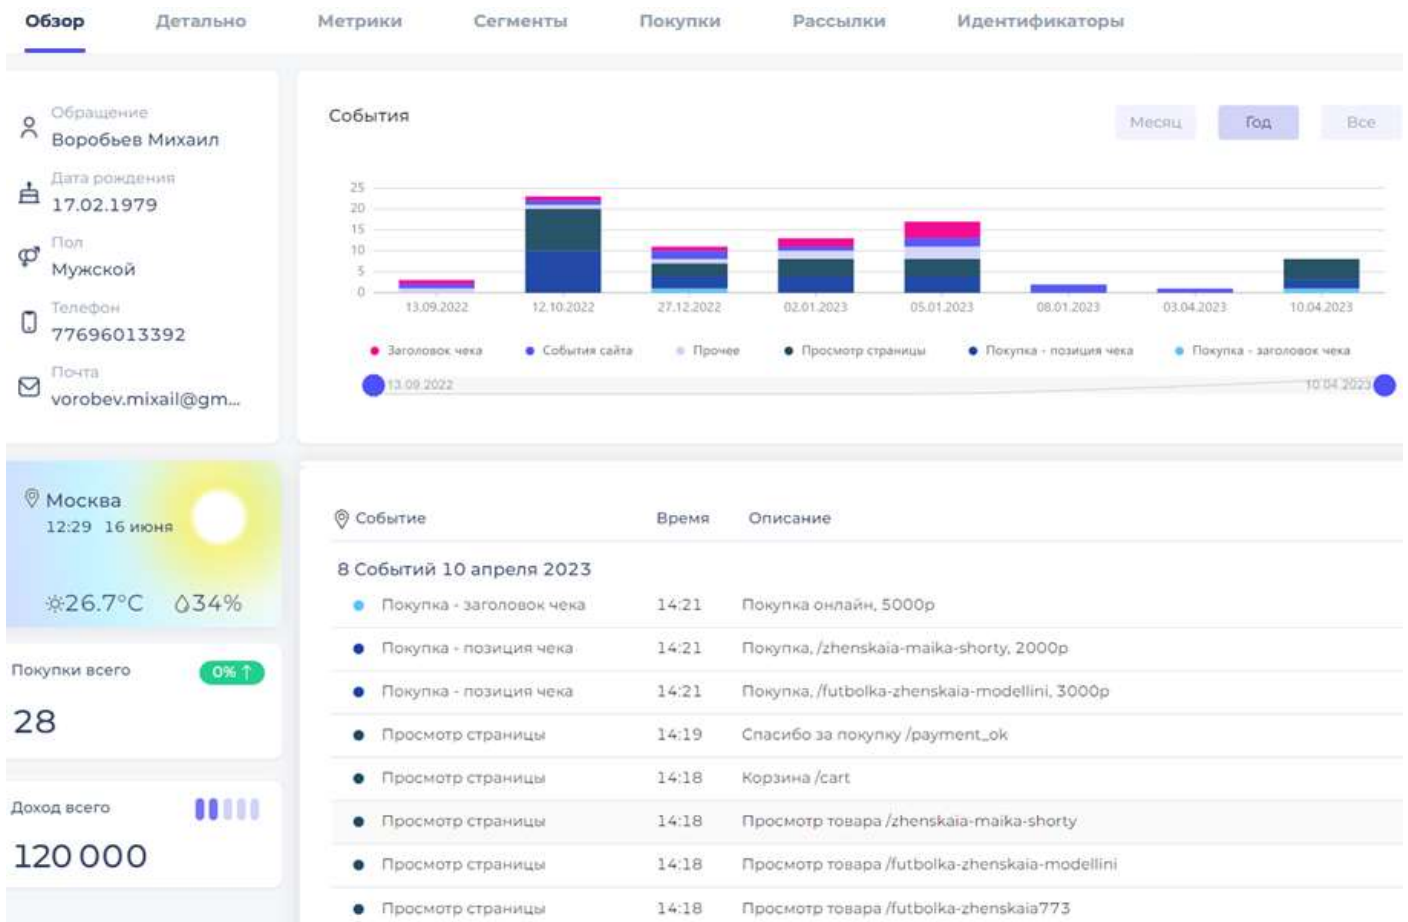 Обзор Детально Метрики Сегменты Покупки Рассылки Идентификаторы
Обращение
Воробьев Михаил
Дата рождения
17.02.1979
Пол
Мужской
Телефон
77696013392
Почта
vorobev.mixail@gm...
События
Месяц Год Все
25
20
15
10
5
0
13.09.2022 12.10.2022 27.12.2022 02.01.2023 05.01.2023 08.01.2023 03.04.2023 10.04.2023
Заголовок чека События сайта Прочее Просмотр страницы Покупка - позиция чека Покупка - заголовок чека
13.09.2022 10.04.2023
Москва
12:29 16 июня
26.7°C 34%
Покупки всего 0% ↑
28
Доход всего
120 000
Событие Время Описание
8 Событий 10 апреля 2023
Покупка - заголовок чека 14:21 Покупка онлайн, 5000р
Покупка - позиция чека 14:21 Покупка, /zhenskaia-maika-shorty, 2000р
Покупка - позиция чека 14:21 Покупка, /futbolka-zhenskaia-modellini, 3000р
Просмотр страницы 14:19 Спасибо за покупку /payment_ok
Просмотр страницы 14:18 Корзина /cart
Просмотр страницы 14:18 Просмотр товара /zhenskaia-maika-shorty
Просмотр страницы 14:18 Просмотр товара /futbolka-zhenskaia-modellini
Просмотр страницы 14:18 Просмотр товара /futbolka-zhenskaia773